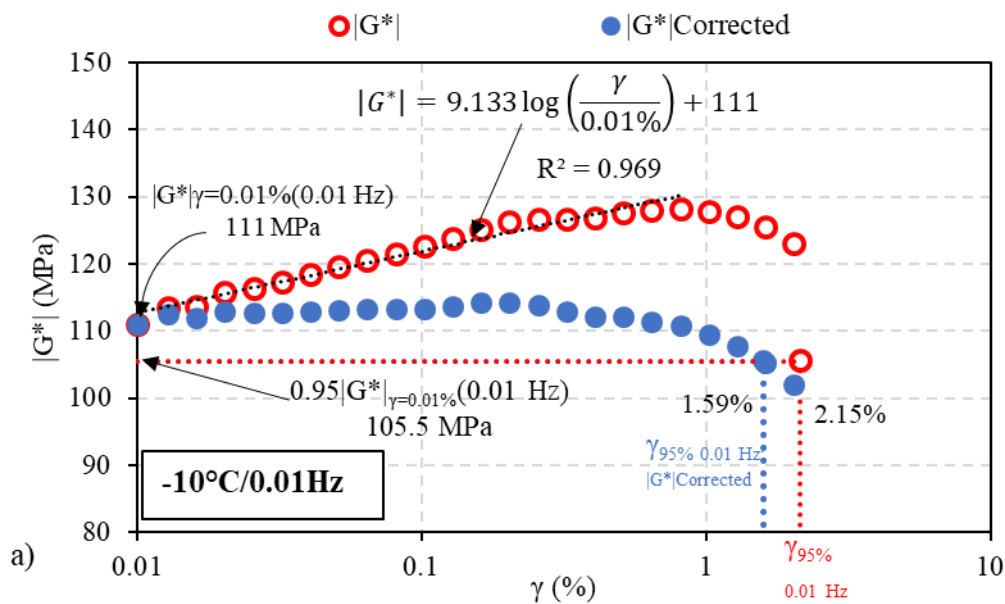 |G*| |G*|Corrected
150
140
130
120
110
100
90
80
|G*| (MPa)
|G*| = 9.133 log (γ/0.01%) + 111
R² = 0.969
|G*|γ=0.01%(0.01 Hz)
111 MPa
0.95|G*|γ=0.01%(0.01 Hz)
105.5 MPa
1.59%
2.15%
γ95% 0.01 Hz
|G*|Corrected
-10°C/0.01Hz
a)
0.01 0.1 1 10
γ (%)
γ95%
0.01 Hz